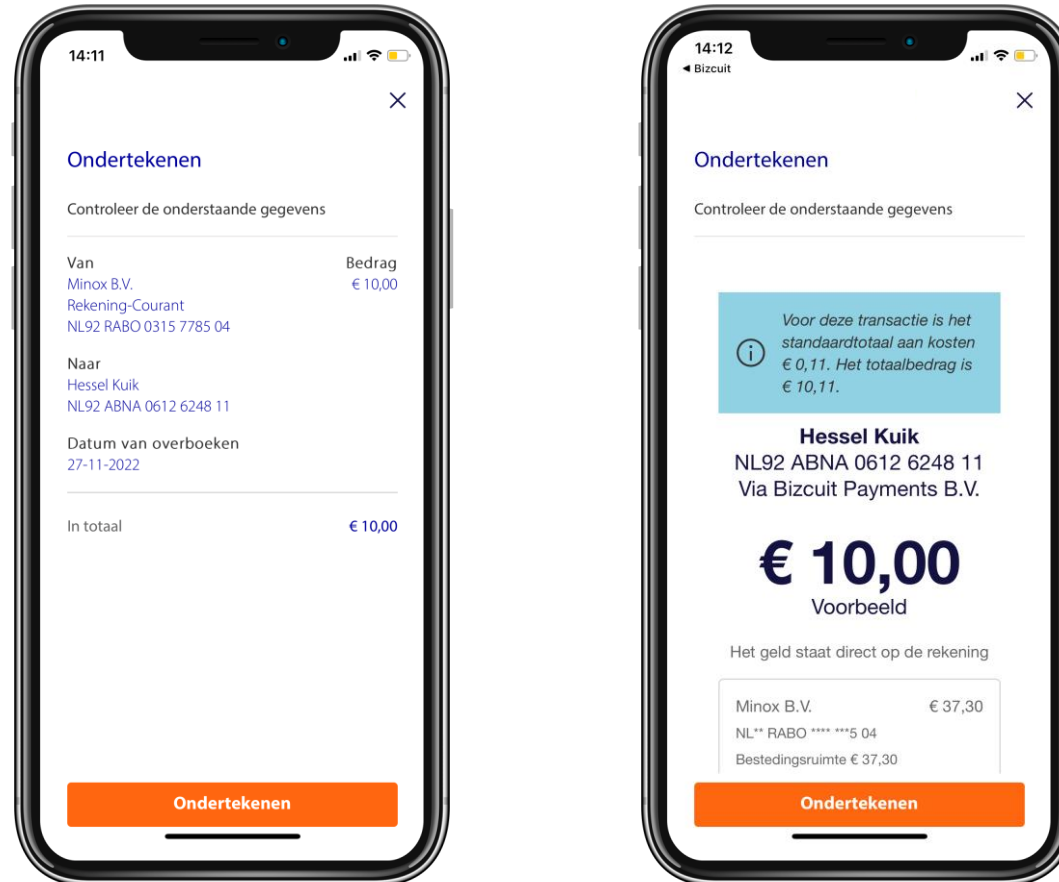 14:11
Ondertekenen
Controleer de onderstaande gegevens
Van Bedrag
Minox B.V. € 10,00
Rekening-Courant
NL92 RABO 0315 7785 04
Naar
Hessel Kuik
NL92 ABNA 0612 6248 11
Datum van overboeken
27-11-2022
In totaal € 10,00
Ondertekenen
14:12
◀ Bizcuit
Ondertekenen
Controleer de onderstaande gegevens
Voor deze transactie is het
standaardtotaal aan kosten
€ 0,11. Het totaalbedrag is
€ 10,11.
Hessel Kuik
NL92 ABNA 0612 6248 11
Via Bizcuit Payments B.V.
€ 10,00
Voorbeeld
Het geld staat direct op de rekening
Minox B.V. € 37,30
NL** RABO **** ***5 04
Bestedingsruimte € 37,30
Ondertekenen